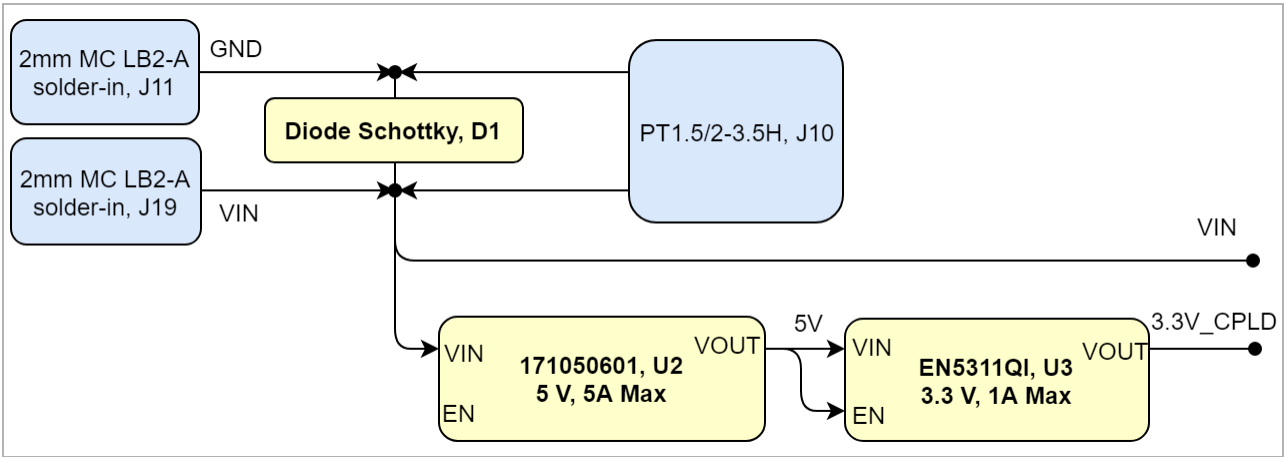 2mm MC LB2-A
solder-in, J11
GND
Diode Schottky, D1
PT1.5/2-3.5H, J10
2mm MC LB2-A
solder-in, J19
VIN
VIN
5V
3.3V_CPLD
VIN
VOUT
171050601, U2
5 V, 5A Max
EN
VIN
VOUT
EN5311QI, U3
3.3 V, 1A Max
EN